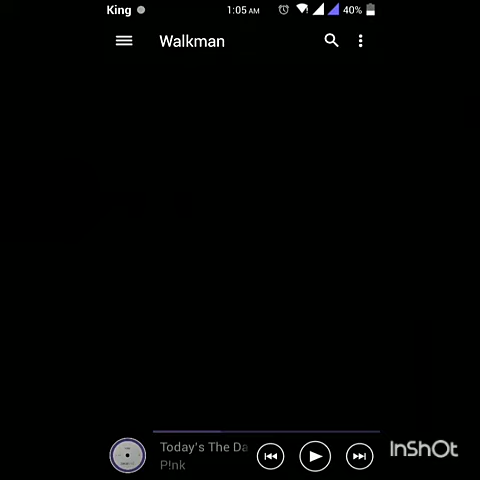 King
1:05 AM
40%
Walkman
Today's The Da
P!nk
InShOt